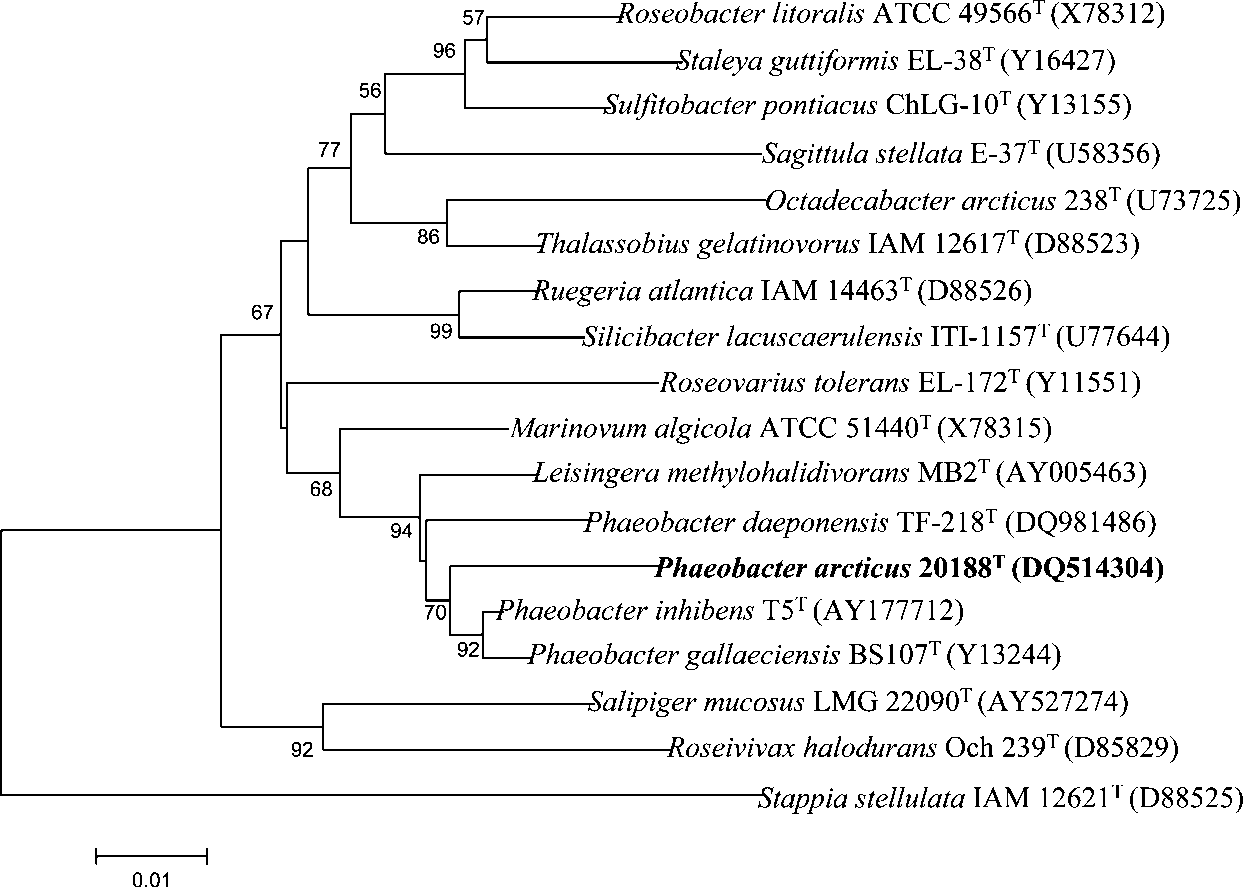 57 Roseobacter litoralis ATCC 49566ᵀ (X78312)
96
Staleya guttiformis EL-38ᵀ (Y16427)
56
Sulfitobacter pontiacus ChLG-10ᵀ (Y13155)
77
Sagittula stellata E-37ᵀ (U58356)
Octadecabacter arcticus 238ᵀ (U73725)
86
Thalassobius gelatinovorus IAM 12617ᵀ (D88523)
Ruegeria atlantica IAM 14463ᵀ (D88526)
67
99
Silicibacter lacuscaerulensis ITI-1157ᵀ (U77644)
Roseovarius tolerans EL-172ᵀ (Y11551)
Marinovum algicola ATCC 51440ᵀ (X78315)
Leisingera methylohalidivorans MB2ᵀ (AY005463)
68
Phaeobacter daeponensis TF-218ᵀ (DQ981486)
94
Phaeobacter arcticus 20188ᵀ (DQ514304)
70
Phaeobacter inhibens T5ᵀ (AY177712)
92
Phaeobacter gallaeciensis BS107ᵀ (Y13244)
Salipiger mucosus LMG 22090ᵀ (AY527274)
92
Roseivivax halodurans Och 239ᵀ (D85829)
Stappia stellulata IAM 12621ᵀ (D88525)
0.01